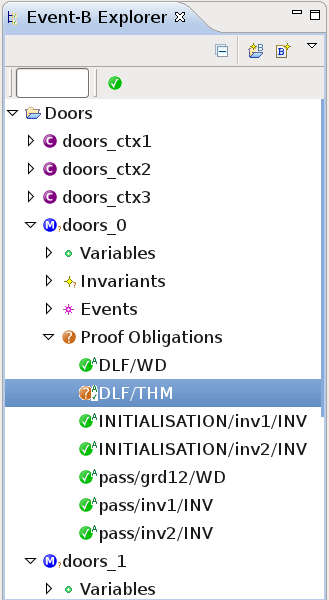 Event-B Explorer
Doors
doors_ctx1
doors_ctx2
doors_ctx3
doors_0
Variables
Invariants
Events
Proof Obligations
DLF/WD
DLF/THM
INITIALISATION/inv1/INV
INITIALISATION/inv2/INV
pass/grd12/WD
pass/inv1/INV
pass/inv2/INV
doors_1
Variables